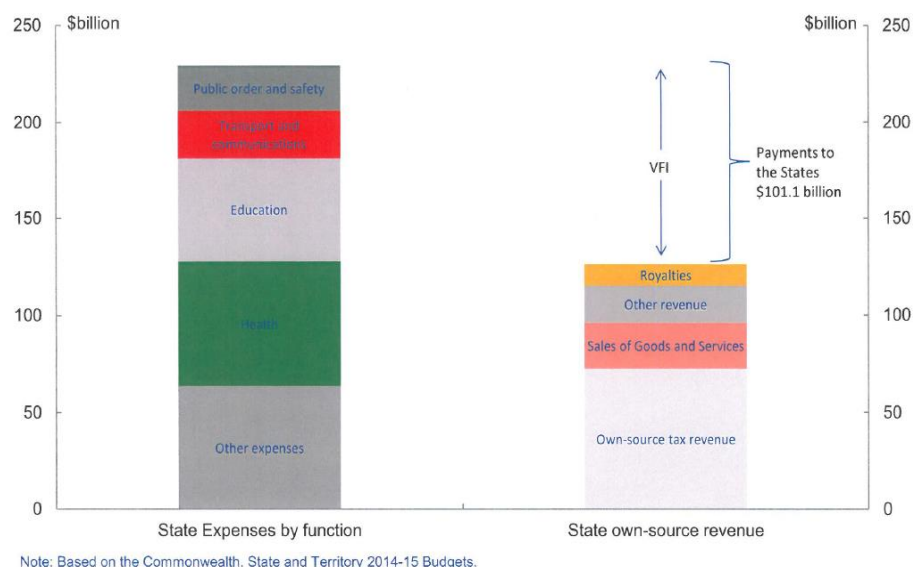 250
$billion
$billion
250
Public order and safety
200
200
Transport and
communications
VFI
Payments to
the States
$101.1 billion
150
150
Education
Royalties
Other revenue
100
100
Health
Sales of Goods and Services
50
50
Other expenses
Own-source tax revenue
0
0
State Expenses by function
State own-source revenue
Note: Based on the Commonwealth, State and Territory 2014-15 Budgets.